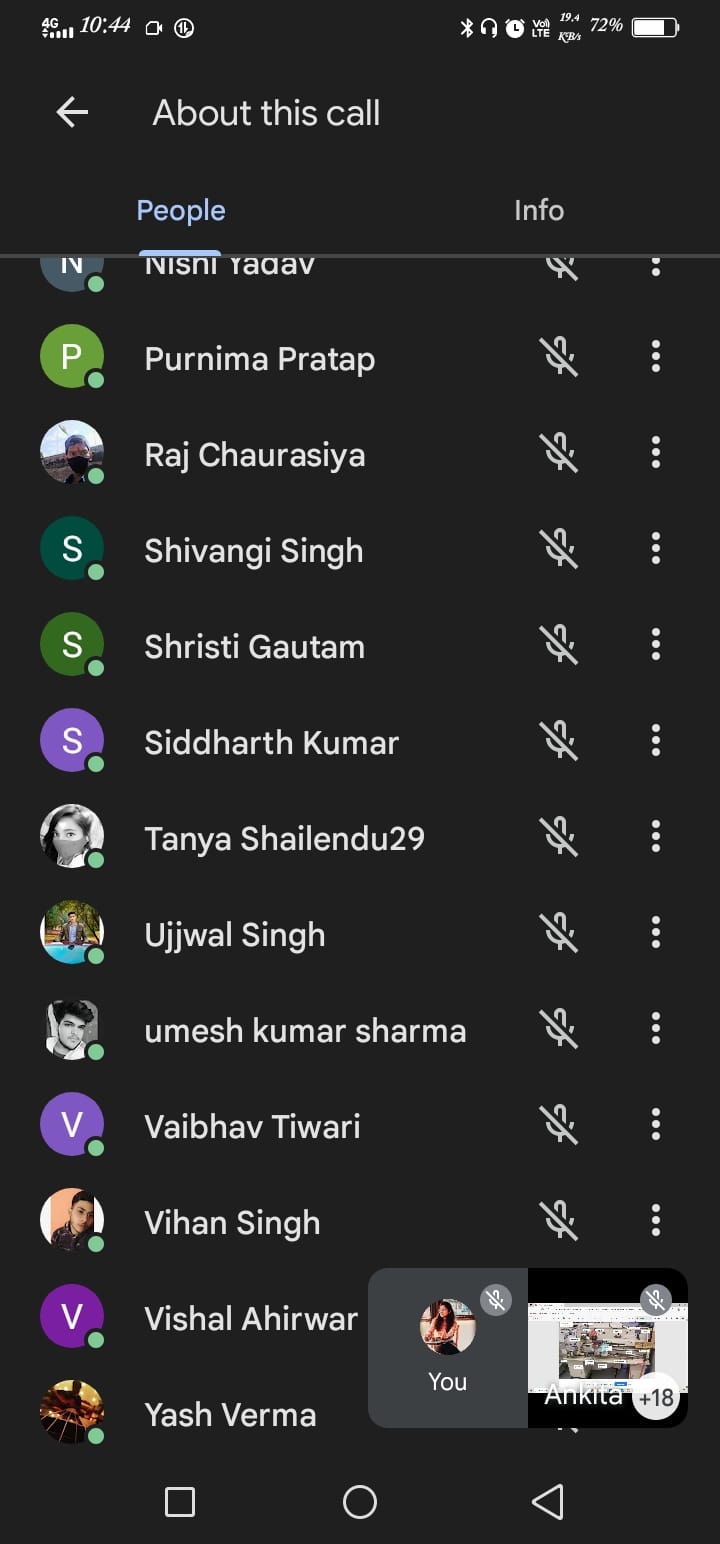 4G 10:44 Vo) LTE 19.4 KB/s 72%
About this call
People Info
N Nishi Yadav
P Purnima Pratap
Raj Chaurasiya
S Shivangi Singh
S Shristi Gautam
S Siddharth Kumar
Tanya Shailendu29
Ujjwal Singh
umesh kumar sharma
V Vaibhav Tiwari
Vihan Singh
V Vishal Ahirwar
You
Ankita +18
Yash Verma